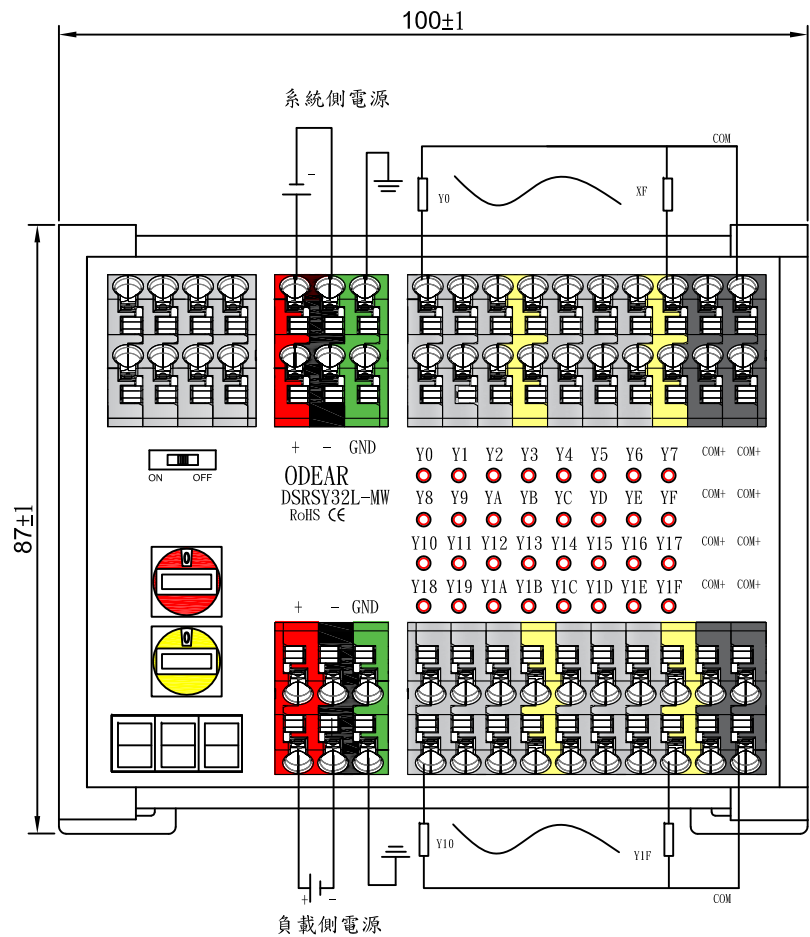 100±1
系統側電源
COM
-
Y0
XF
87±1
+ - GND
Y0 Y1 Y2 Y3 Y4 Y5 Y6 Y7 COM+ COM+
ON OFF
ODEAR
DSRSY32L-MW
RoHS CE
Y8 Y9 YA YB YC YD YE YF COM+ COM+
Y10 Y11 Y12 Y13 Y14 Y15 Y16 Y17 COM+ COM+
Y18 Y19 Y1A Y1B Y1C Y1D Y1E Y1F COM+ COM+
+ - GND
0
0
Y10
Y1F
+ -
COM
負載側電源